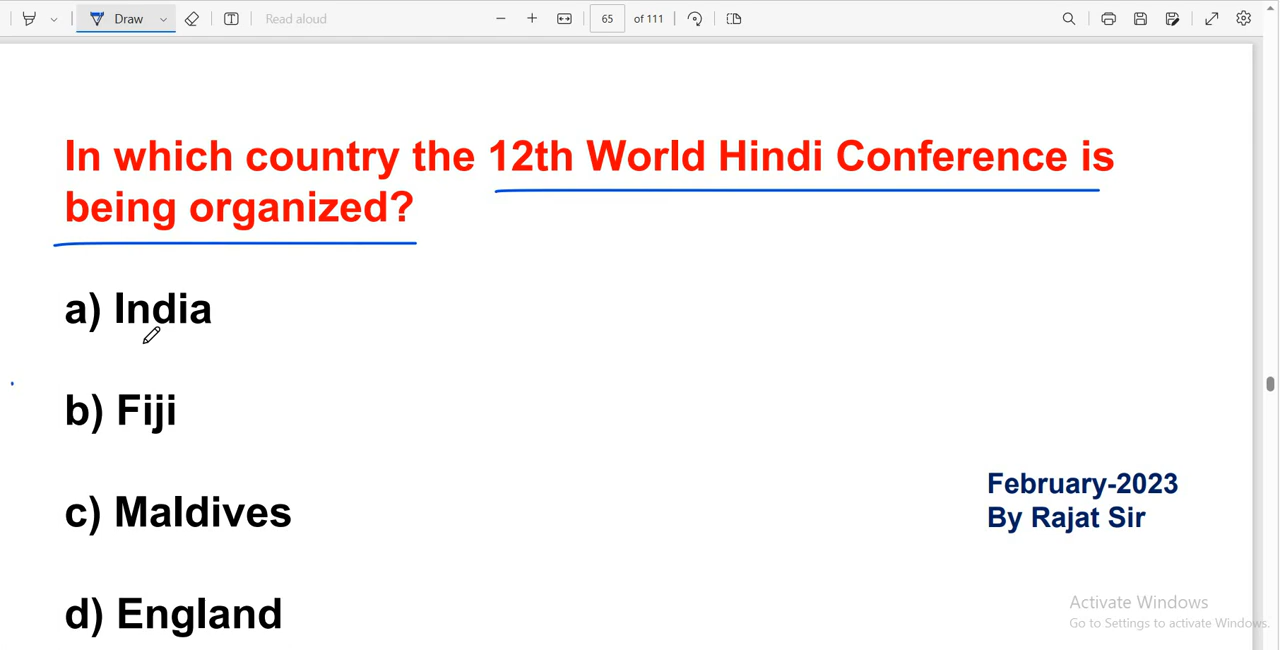 Draw
Read aloud
65 of 111
In which country the 12th World Hindi Conference is
being organized?
a) India
b) Fiji
c) Maldives
d) England
February-2023
By Rajat Sir
Activate Windows
Go to Settings to activate Windows.